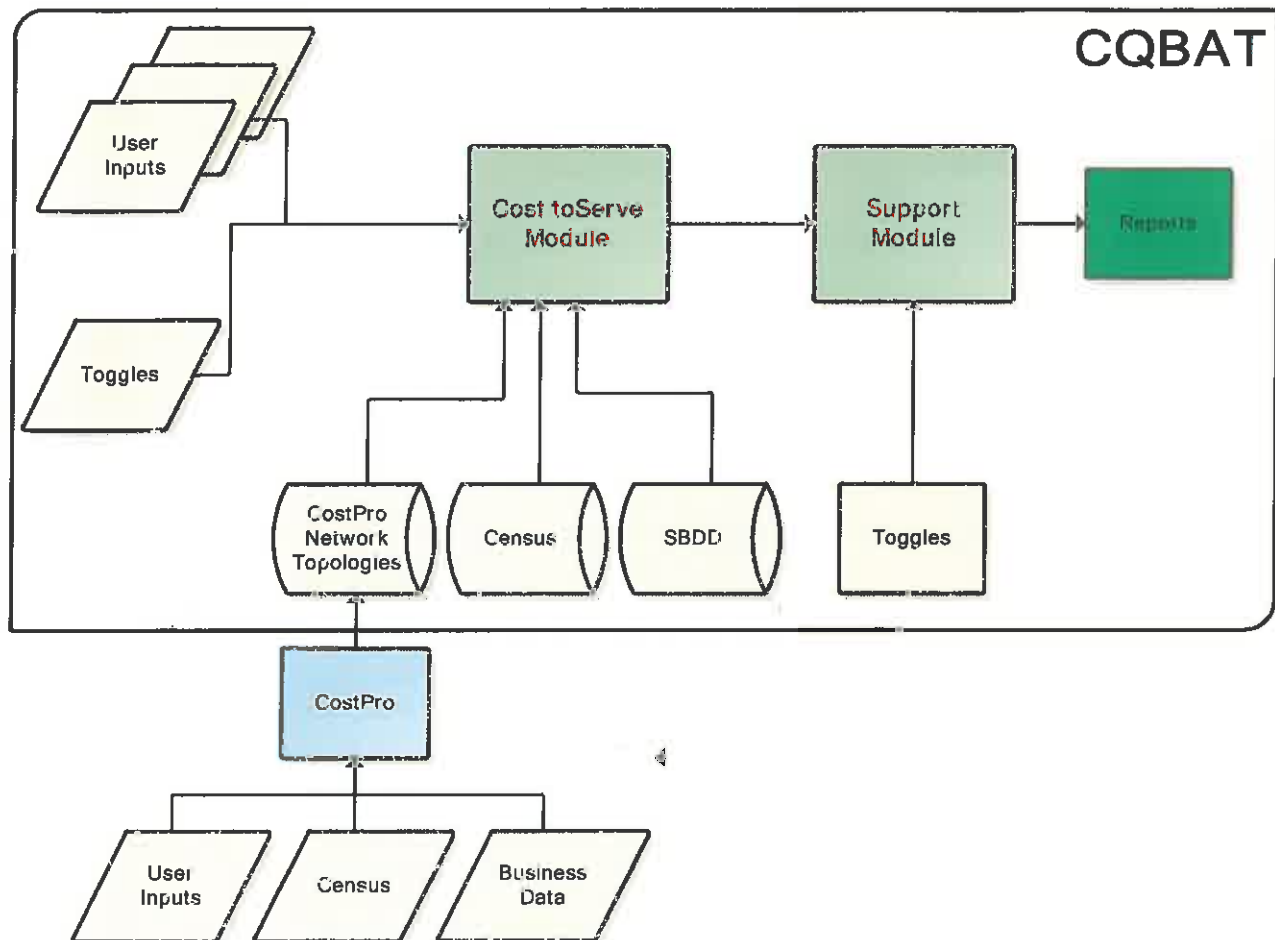 CQBAT
User
Inputs
Cost toServe
Module
Support
Module
Reports
Toggles
CostPro
Network
Topologies
Census
SBDD
Toggles
CostPro
User
Inputs
Census
Business
Data